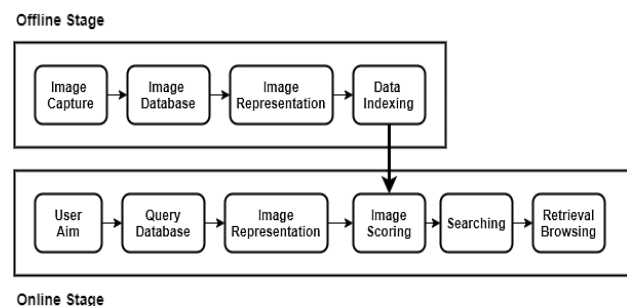 Offline Stage
Image
Capture
Image
Database
Image
Representation
Data
Indexing
User
Aim
Query
Database
Image
Representation
Image
Scoring
Searching
Retrieval
Browsing
Online Stage